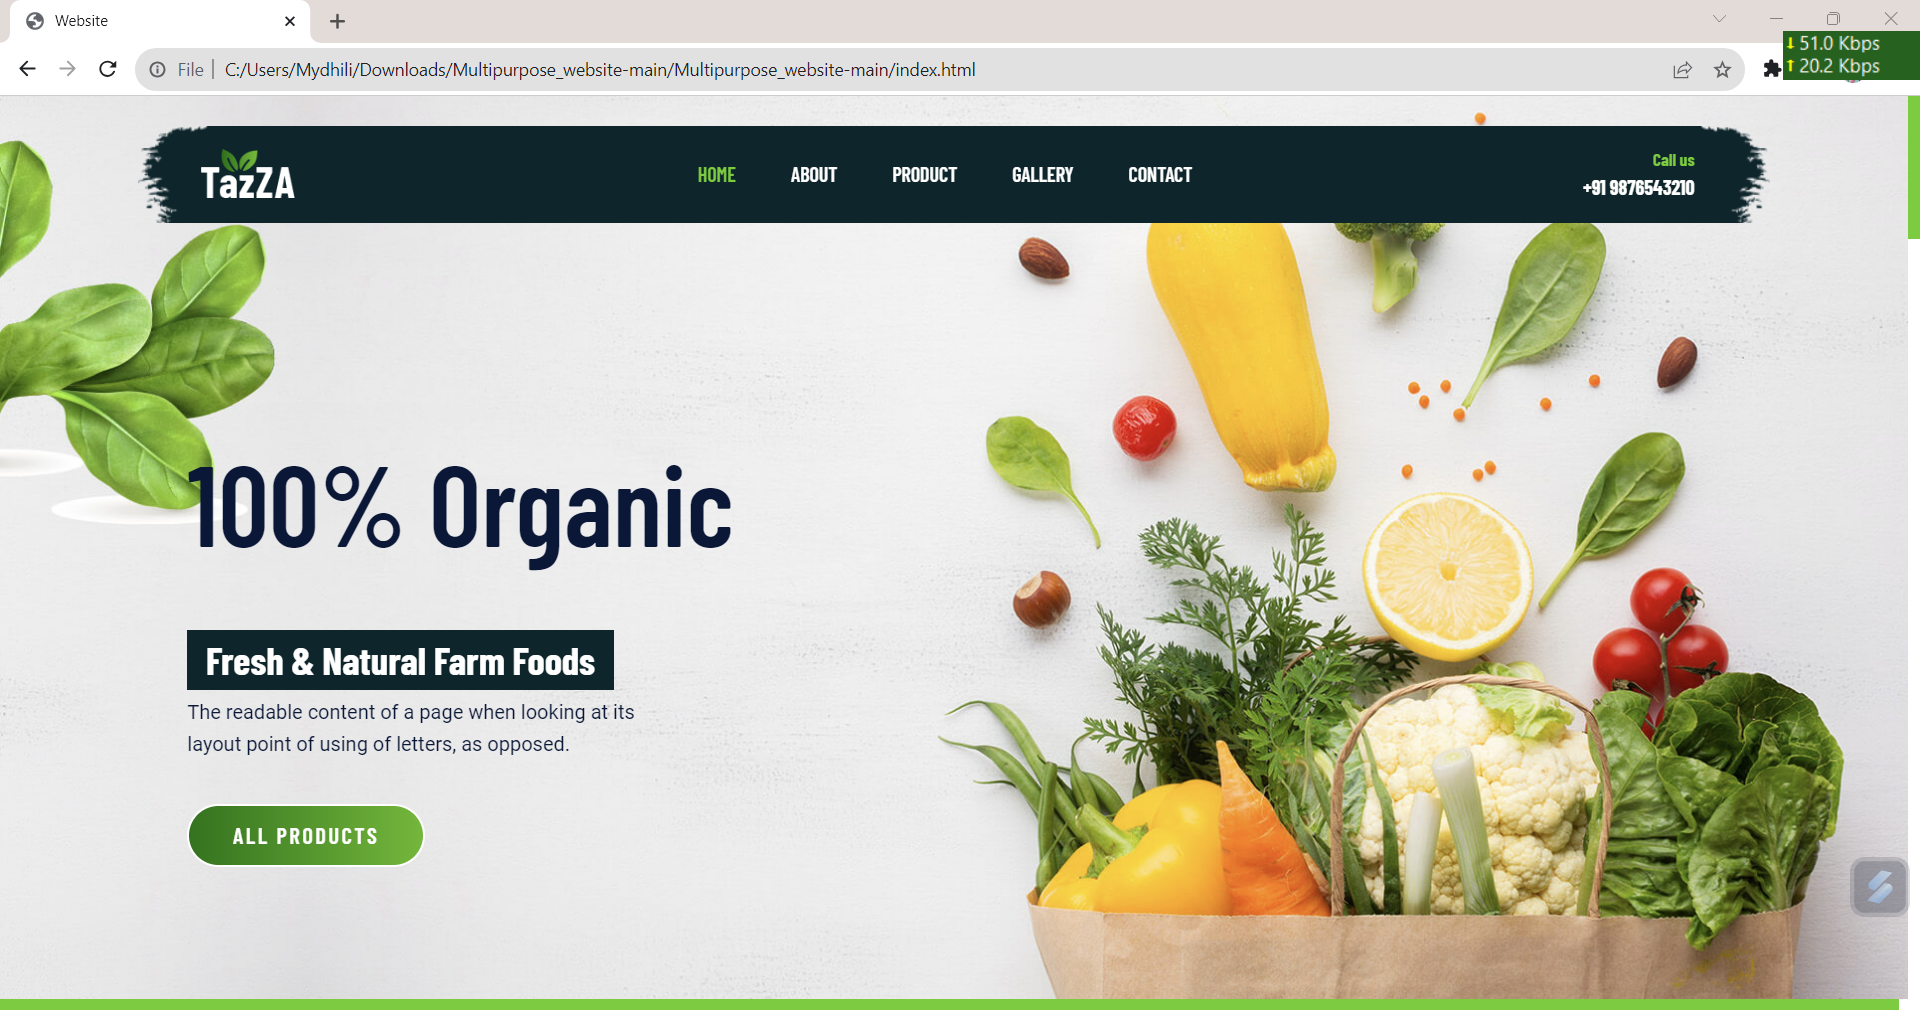 Website
51.0 Kbps
20.2 Kbps
File
C:/Users/Mydhili/Downloads/Multipurpose_website-main/Multipurpose_website-main/index.html
TazZA
HOME ABOUT PRODUCT GALLERY CONTACT
Call us
+91 9876543210
100% Organic
Fresh & Natural Farm Foods
The readable content of a page when looking at its
layout point of using of letters, as opposed.
ALL PRODUCTS